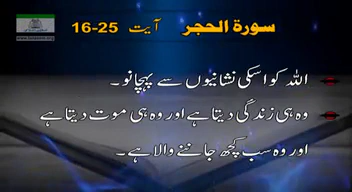 سورة الحجر آیت 16-25
اللہ کو اسکی نشانیوں سے پہچانو۔
وہ ہی زندگی دیتا ہے اور وہ ہی موت دیتا ہے
اور وہ سب کچھ جاننے والا ہے۔